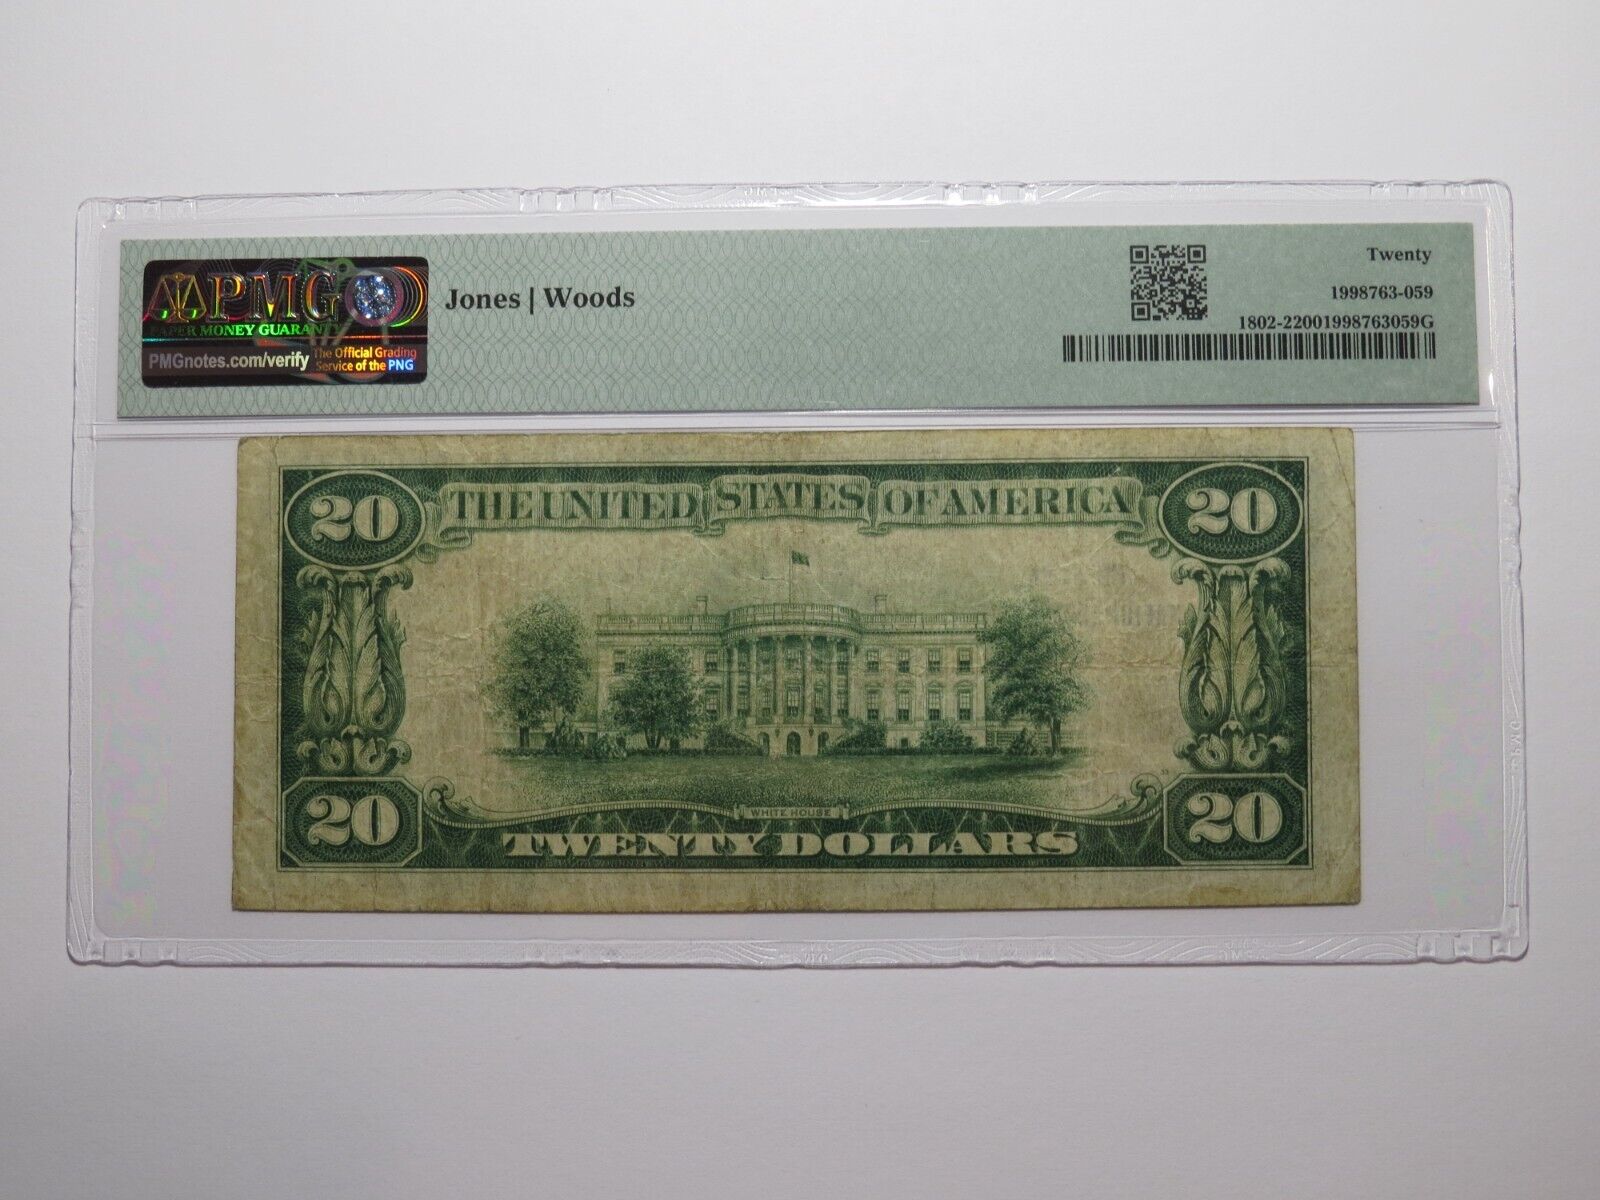 PMG
PAPER MONEY GUARANTY
PMGnotes.com/verify
The Official Grading
Service of the PNG
Jones | Woods
Twenty
1998763-059
1802-22001998763059G
20 THE UNITED STATES OF AMERICA 20
WHITE HOUSE
20 TWENTY DOLLARS 20